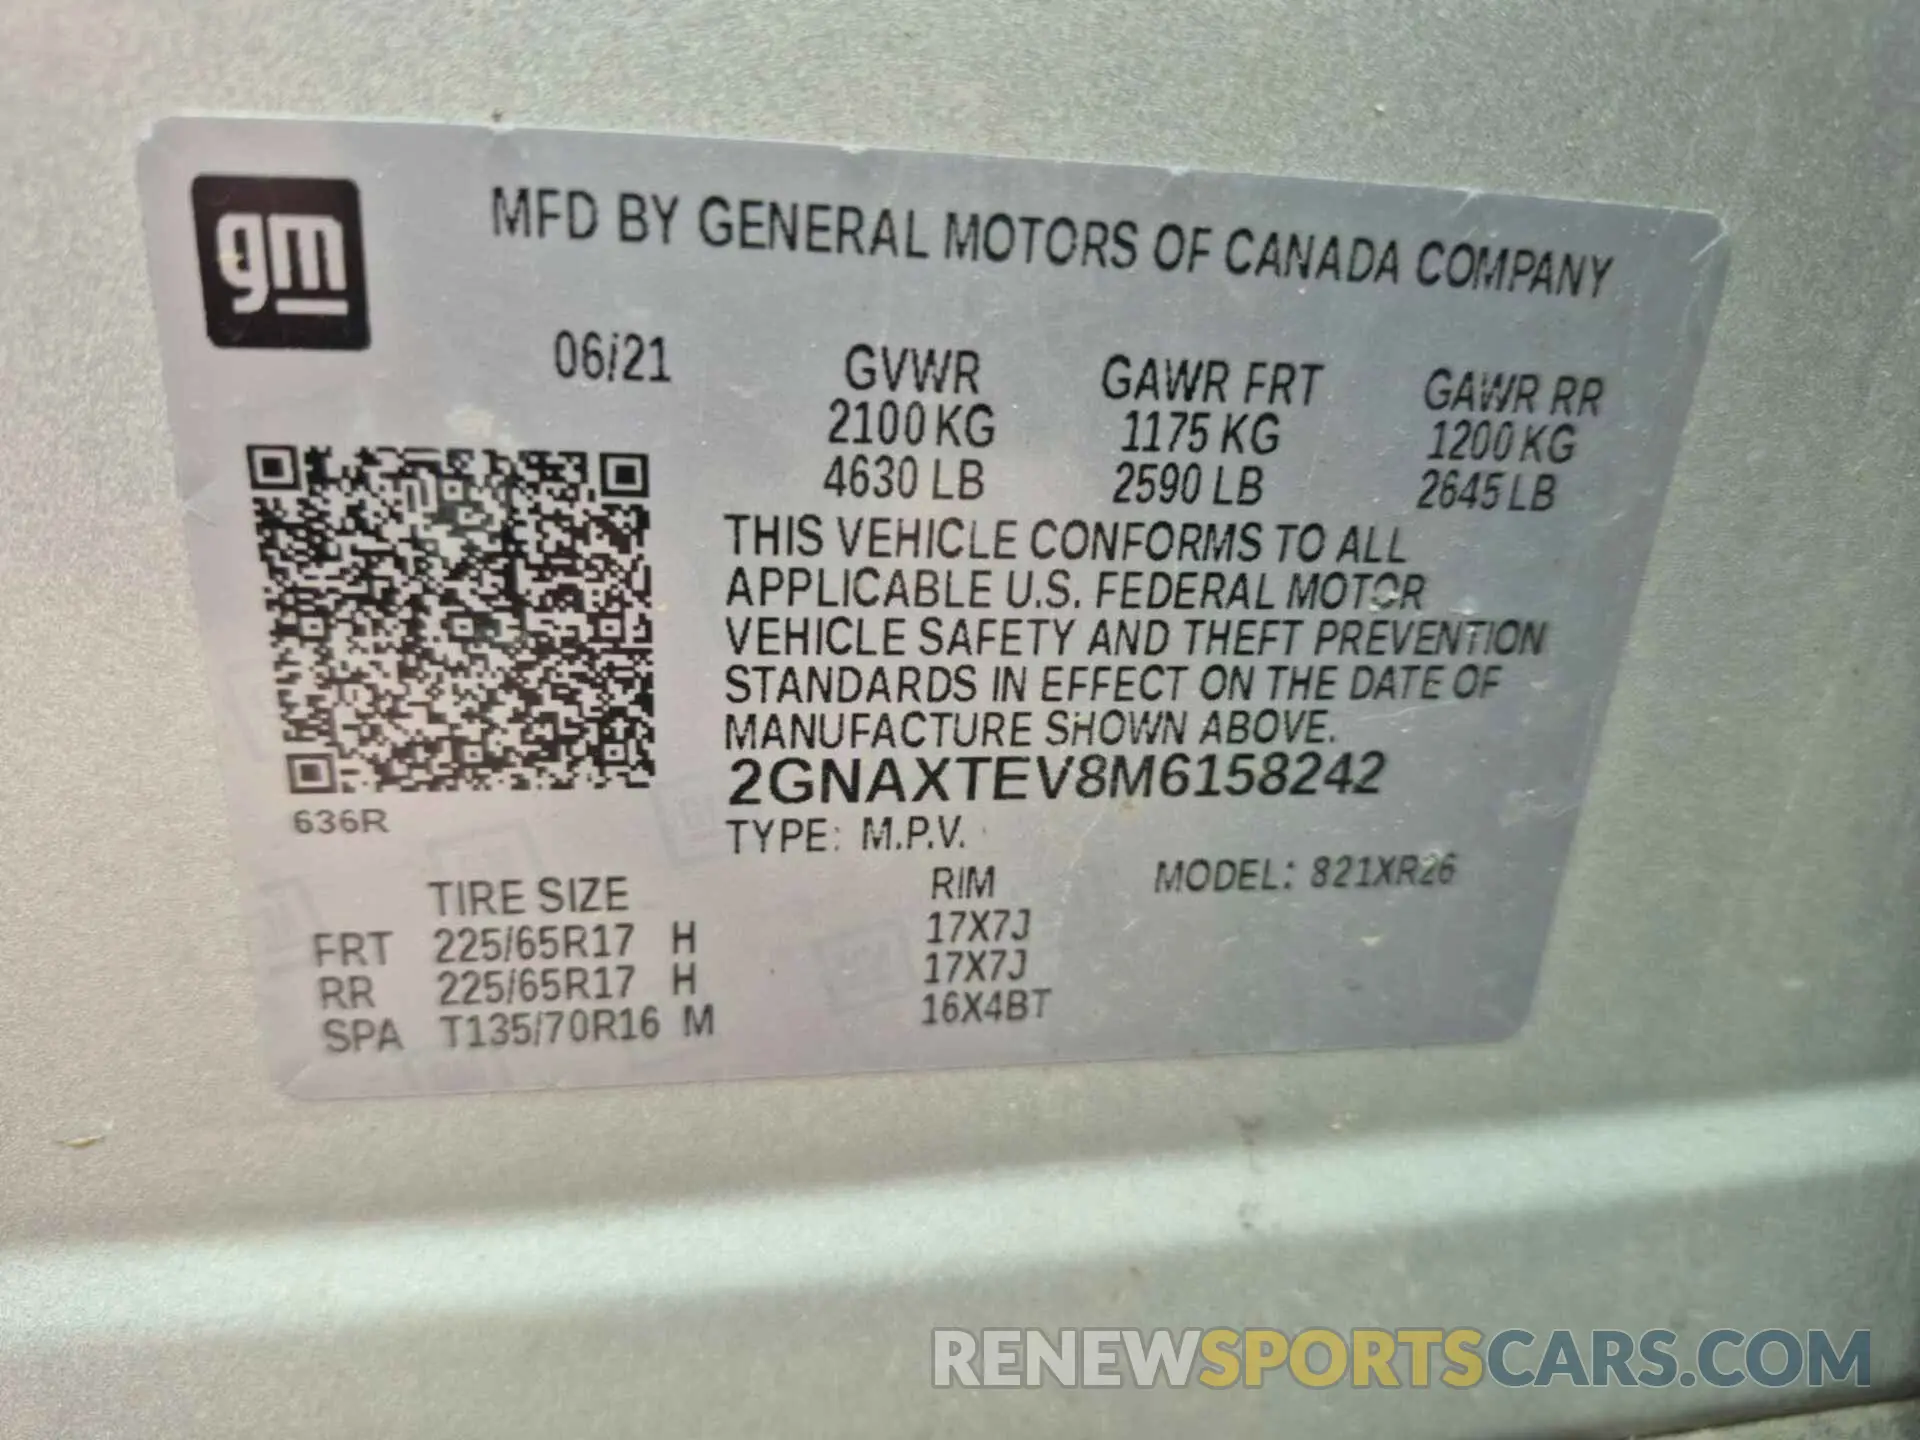 gm
MFD BY GENERAL MOTORS OF CANADA COMPANY
06/21
GVWR GAWR FRT GAWR RR
2100 KG 1175 KG 1200 KG
4630 LB 2590 LB 2645 LB
THIS VEHICLE CONFORMS TO ALL
APPLICABLE U.S. FEDERAL MOTOR
VEHICLE SAFETY AND THEFT PREVENTION
STANDARDS IN EFFECT ON THE DATE OF
MANUFACTURE SHOWN ABOVE.
2GNAXTEV8M6158242
636R
TYPE: M.P.V.
MODEL: 821XR26
TIRE SIZE RIM
FRT 225/65R17 H 17X7J
RR 225/65R17 H 17X7J
SPA T135/70R16 M 16X4BT
RENEWSPORTSCARS.COM